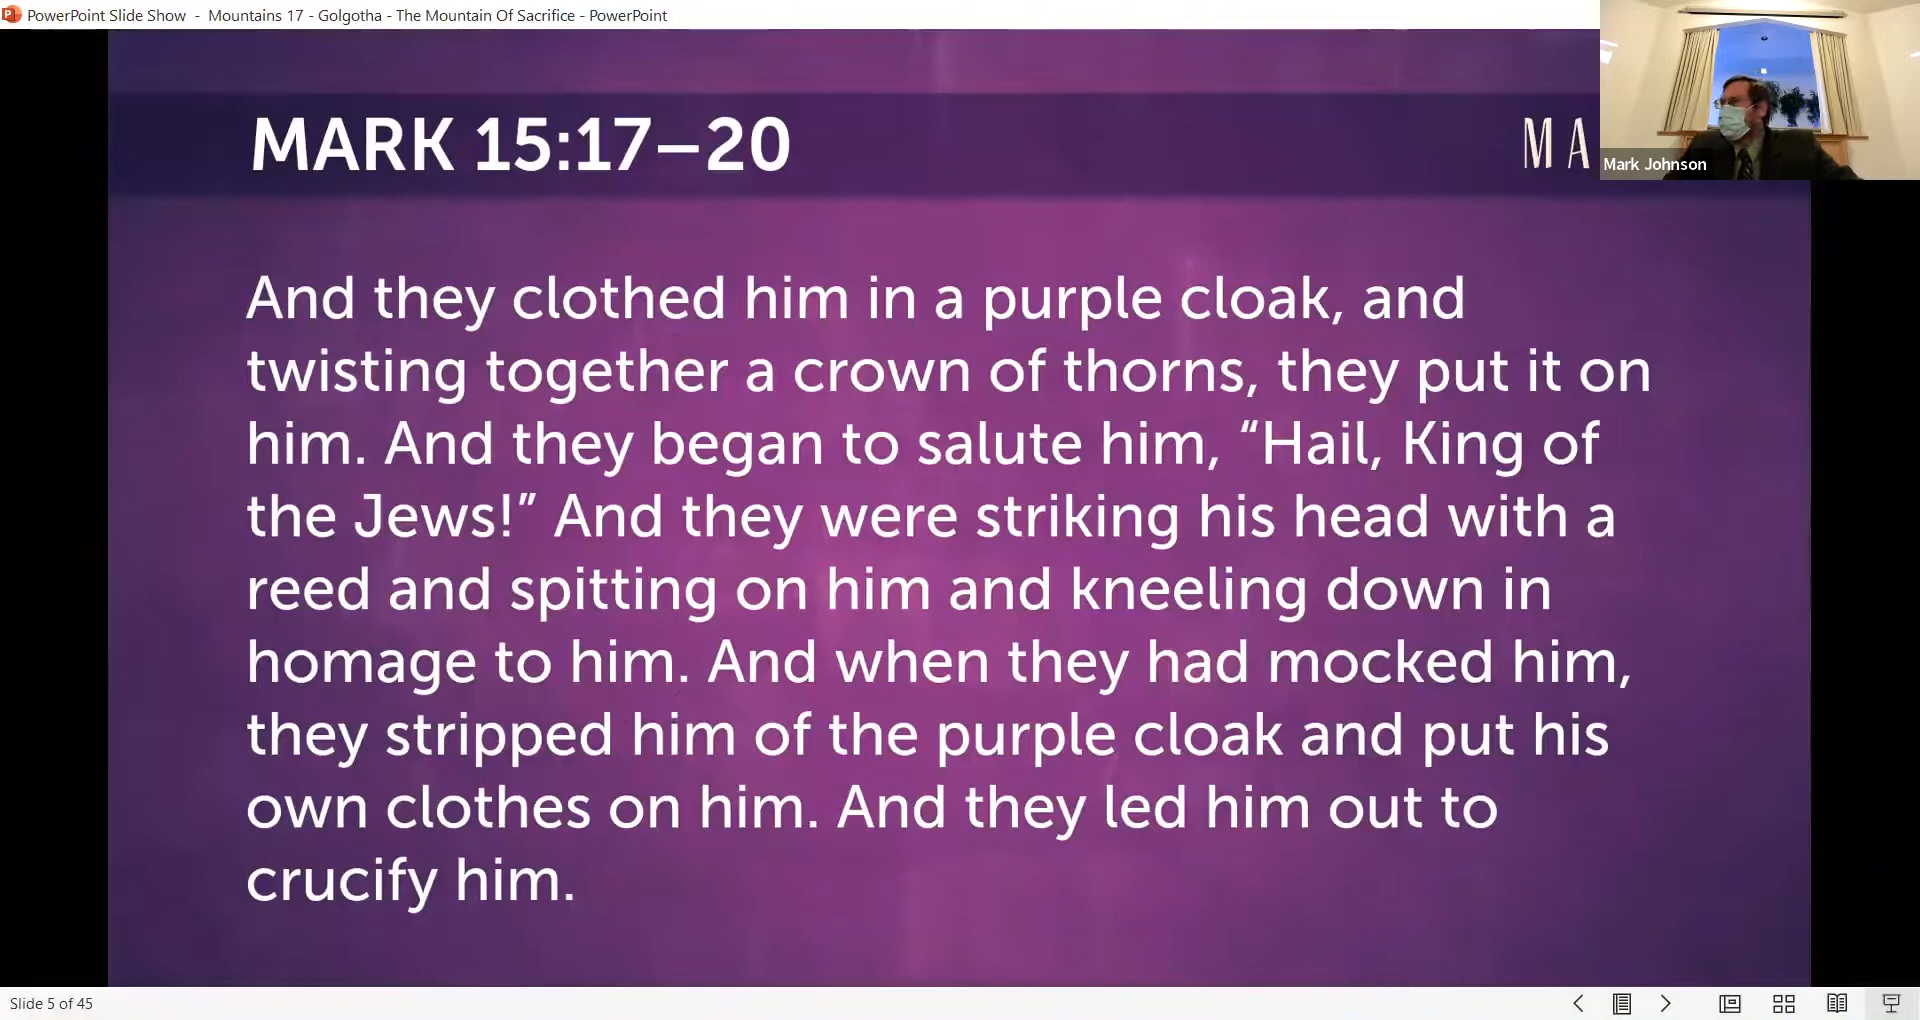 PowerPoint Slide Show - Mountains 17 - Golgotha - The Mountain Of Sacrifice - PowerPoint
MARK 15:17–20
MA
Mark Johnson
And they clothed him in a purple cloak, and
twisting together a crown of thorns, they put it on
him. And they began to salute him, “Hail, King of
the Jews!” And they were striking his head with a
reed and spitting on him and kneeling down in
homage to him. And when they had mocked him,
they stripped him of the purple cloak and put his
own clothes on him. And they led him out to
crucify him.
Slide 5 of 45